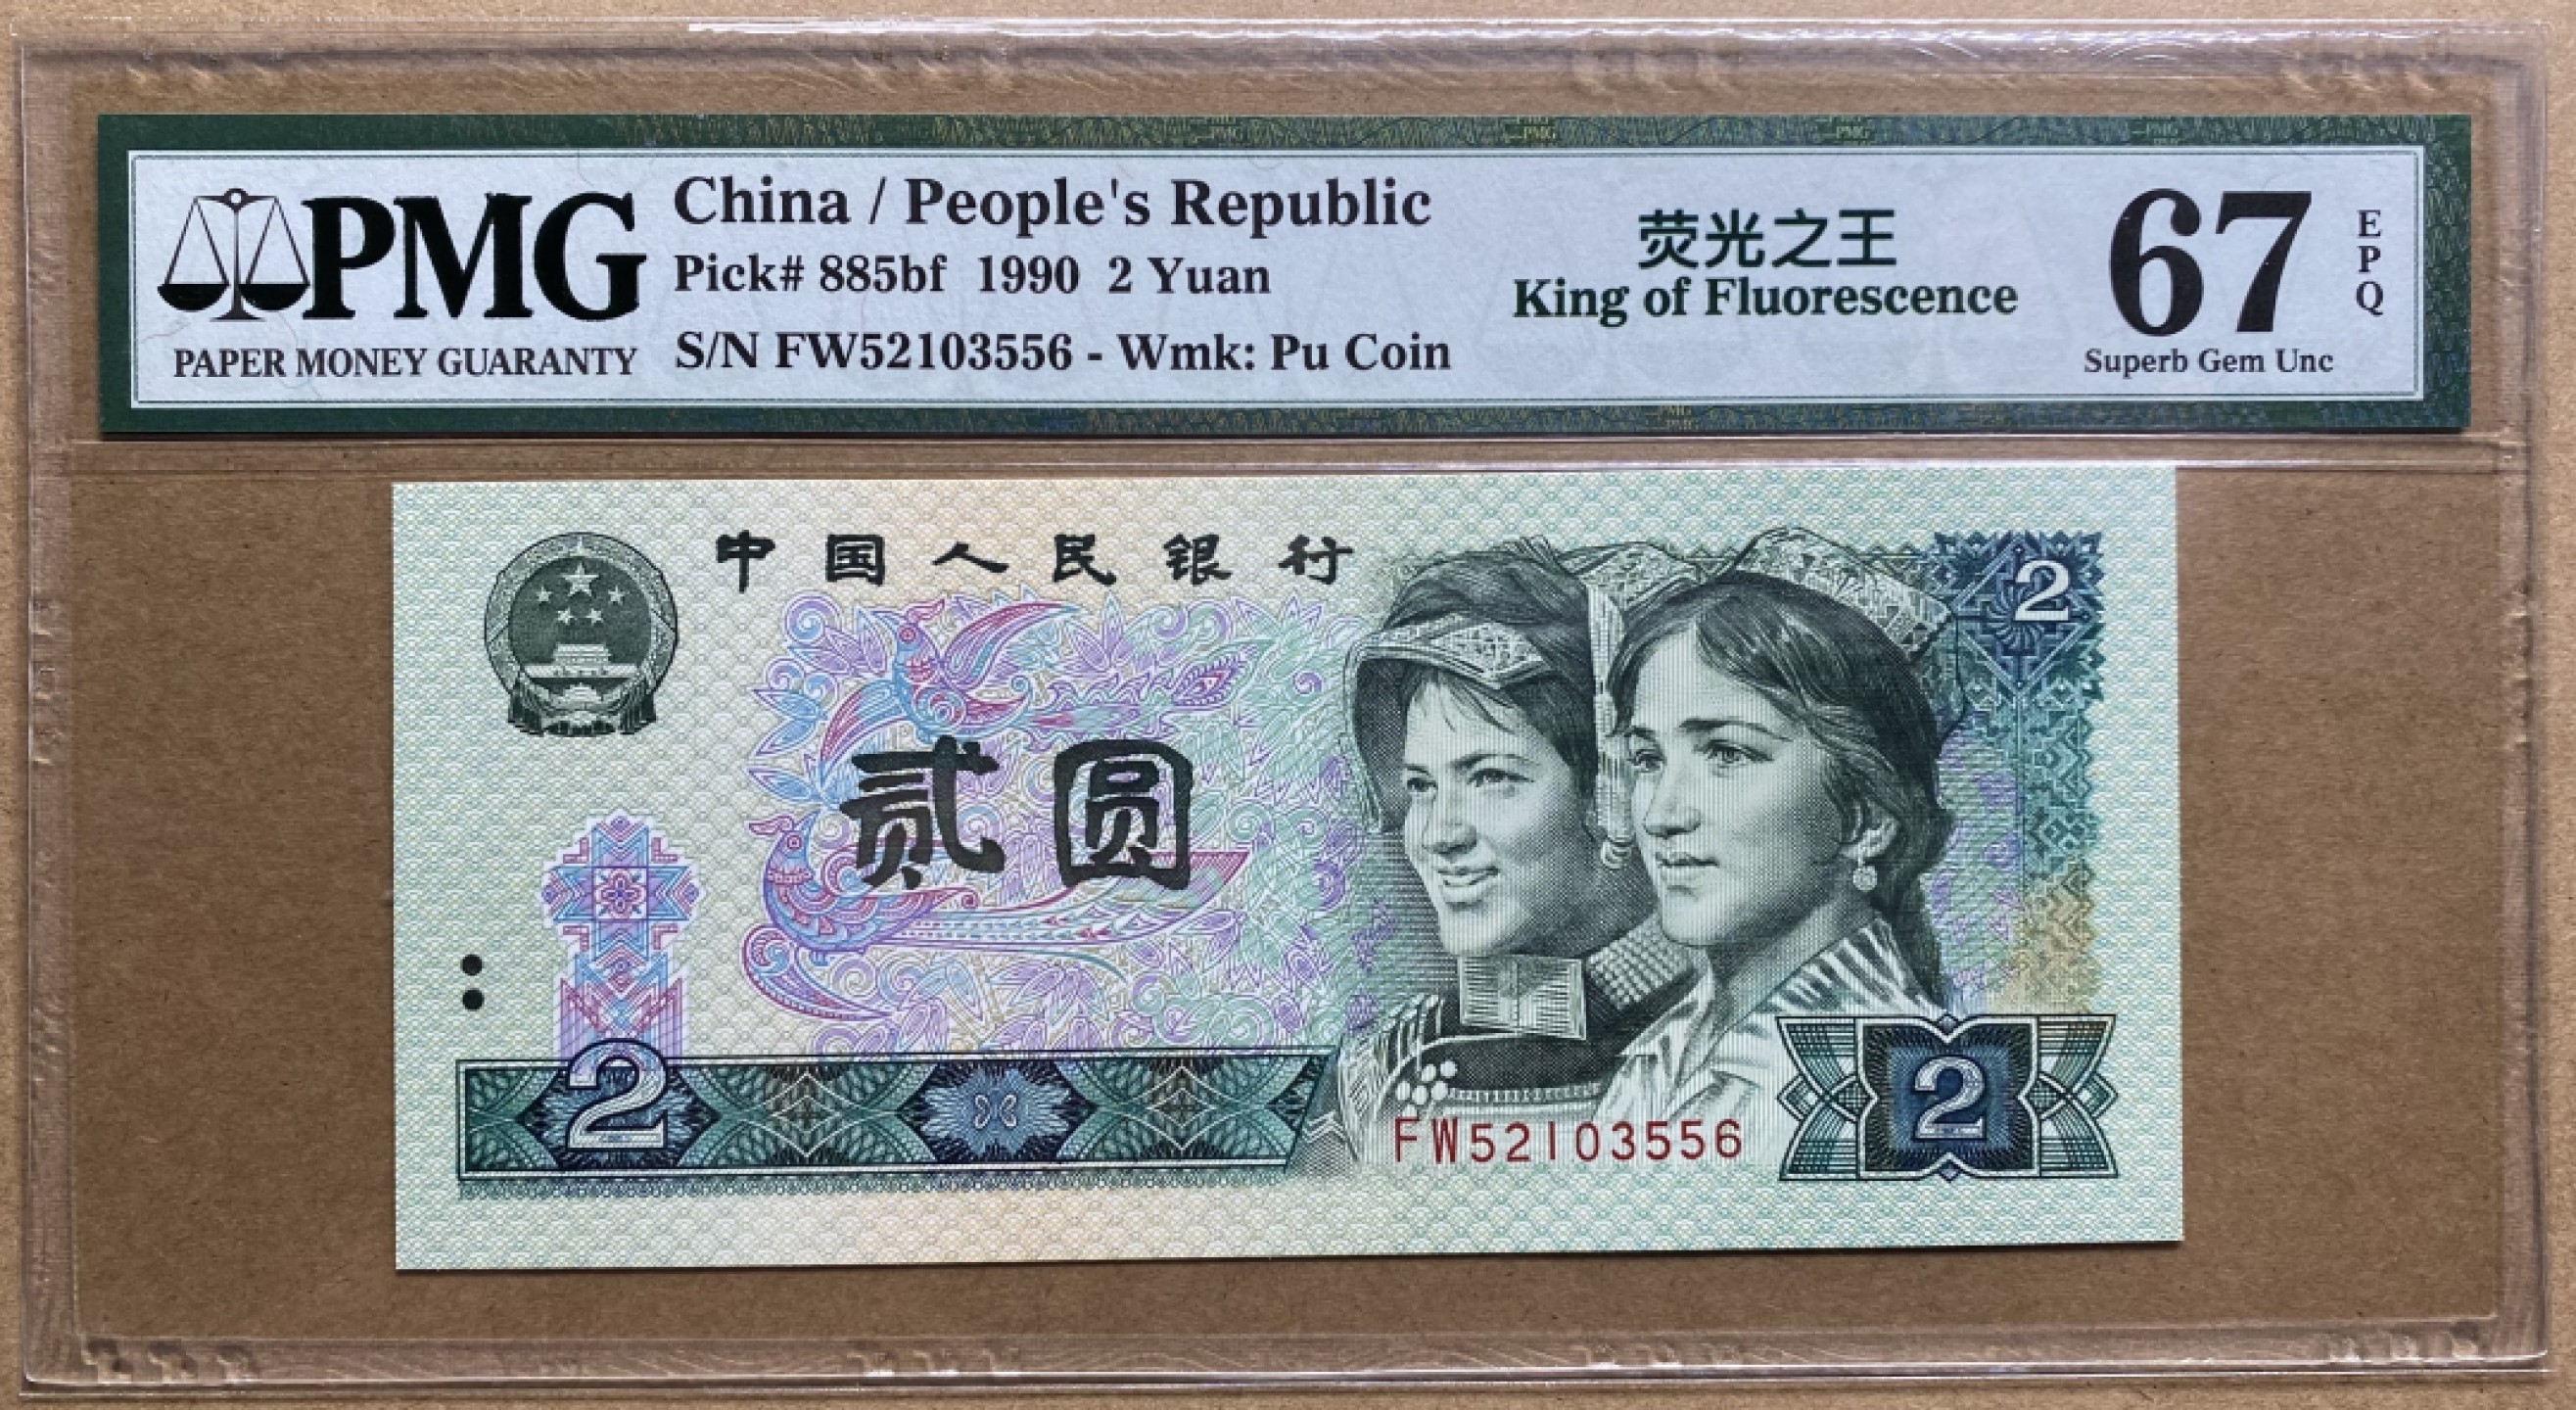 PMG
PAPER MONEY GUARANTY
China / People's Republic
Pick# 885bf 1990 2 Yuan
S/N FW52103556 - Wmk: Pu Coin
荧光之王
King of Fluorescence
67
EPQ
Superb Gem Unc
中国人民银行
2
贰圆
2
2
FW52103556